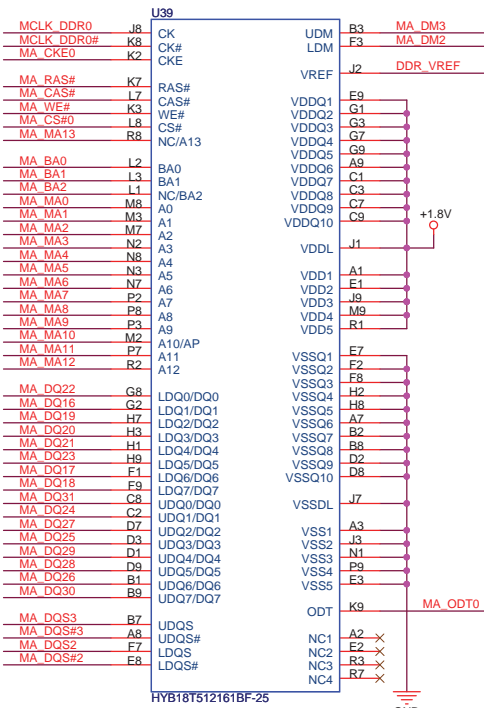 U39
MCLK_DDR0 J8 CK
MCLK_DDR0# K8 CK#
MA_CKE0 K2 CKE
MA_RAS# K7 RAS#
MA_CAS# L7 CAS#
MA_WE# K3 WE#
MA_CS#0 L8 CS#
MA_MA13 R8 NC/A13
MA_BA0 L2 BA0
MA_BA1 L3 BA1
MA_BA2 L1 NC/BA2
MA_MA0 M8 A0
MA_MA1 M3 A1
MA_MA2 M7 A2
MA_MA3 N2 A3
MA_MA4 N8 A4
MA_MA5 N3 A5
MA_MA6 N7 A6
MA_MA7 P2 A7
MA_MA8 P8 A8
MA_MA9 P3 A9
MA_MA10 M2 A10/AP
MA_MA11 P7 A11
MA_MA12 R2 A12
MA_DQ22 G8 LDQ0/DQ0
MA_DQ16 G2 LDQ1/DQ1
MA_DQ19 H7 LDQ2/DQ2
MA_DQ20 H3 LDQ3/DQ3
MA_DQ21 H1 LDQ4/DQ4
MA_DQ23 H9 LDQ5/DQ5
MA_DQ17 F1 LDQ6/DQ6
MA_DQ18 F9 LDQ7/DQ7
MA_DQ31 C8 UDQ0/DQ0
MA_DQ24 C2 UDQ1/DQ1
MA_DQ27 D7 UDQ2/DQ2
MA_DQ25 D3 UDQ3/DQ3
MA_DQ29 D1 UDQ4/DQ4
MA_DQ28 D9 UDQ5/DQ5
MA_DQ26 B1 UDQ6/DQ6
MA_DQ30 B9 UDQ7/DQ7
MA_DQS3 B7 UDQS
MA_DQS#3 A8 UDQS#
MA_DQS2 F7 LDQS
MA_DQS#2 E8 LDQS#
UDM B3 MA_DM3
LDM F3 MA_DM2
VREF J2 DDR_VREF
VDDQ1 E9
VDDQ2 G1
VDDQ3 G3
VDDQ4 G7
VDDQ5 G9
VDDQ6 A9
VDDQ7 C1
VDDQ8 C3
VDDQ9 C7
VDDQ10 C9
+1.8V
VDDL J1
VDD1 A1
VDD2 E1
VDD3 J9
VDD4 M9
VDD5 R1
VSSQ1 E7
VSSQ2 F2
VSSQ3 F8
VSSQ4 H2
VSSQ5 H8
VSSQ6 A7
VSSQ7 B2
VSSQ8 B8
VSSQ9 D2
VSSQ10 D8
VSSDL J7
VSS1 A3
VSS2 J3
VSS3 N1
VSS4 P9
VSS5 E3
ODT K9 MA_ODT0
NC1 A2
NC2 E2
NC3 R3
NC4 R7
HYB18T512161BF-25